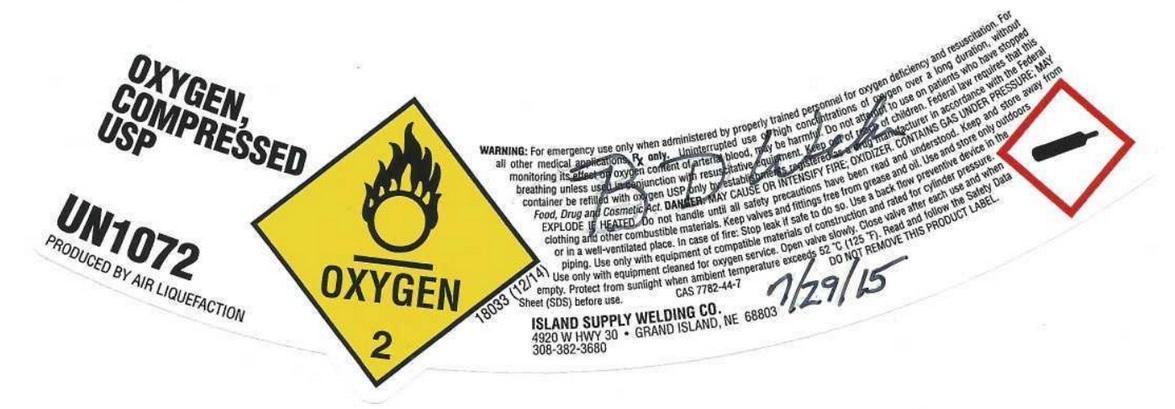 OXYGEN,
COMPRESSED
USP
UN1072
PRODUCED BY AIR LIQUEFACTION
OXYGEN
2
18033 (12/14)
WARNING: For emergency use only when administered by properly trained personnel for oxygen deficiency and resuscitation. For
all other medical applications, Rx only. Uninterrupted use of high concentrations of oxygen over a long duration, without
monitoring its effect on oxygen content of arterial blood, may be harmful. Do not attempt to use on patients who have stopped
breathing unless used in conjunction with resuscitative equipment. Keep out of reach of children. Federal law requires that this
container be refilled with oxygen USP only by establishments registered as a drug manufacturer in accordance with the Federal
Food, Drug and Cosmetic Act. DANGER: MAY CAUSE OR INTENSIFY FIRE; OXIDIZER. CONTAINS GAS UNDER PRESSURE; MAY
EXPLODE IF HEATED. Do not handle until all safety precautions have been read and understood. Keep and store away from
clothing and other combustible materials. Keep valves and fittings free from grease and oil. Use and store only outdoors
or in a well-ventilated place. In case of fire: Stop leak if safe to do so. Use a back flow preventive device in the
piping. Use only with equipment of compatible materials of construction and rated for cylinder pressure.
Use only with equipment cleaned for oxygen service. Open valve slowly. Close valve after each use and when
empty. Protect from sunlight when ambient temperature exceeds 52 °C (125 °F). Read and follow the Safety Data
Sheet (SDS) before use. CAS 7782-44-7 DO NOT REMOVE THIS PRODUCT LABEL.
BD
7/29/15
ISLAND SUPPLY WELDING CO.
4920 W HWY 30 • GRAND ISLAND, NE 68803
308-382-3680